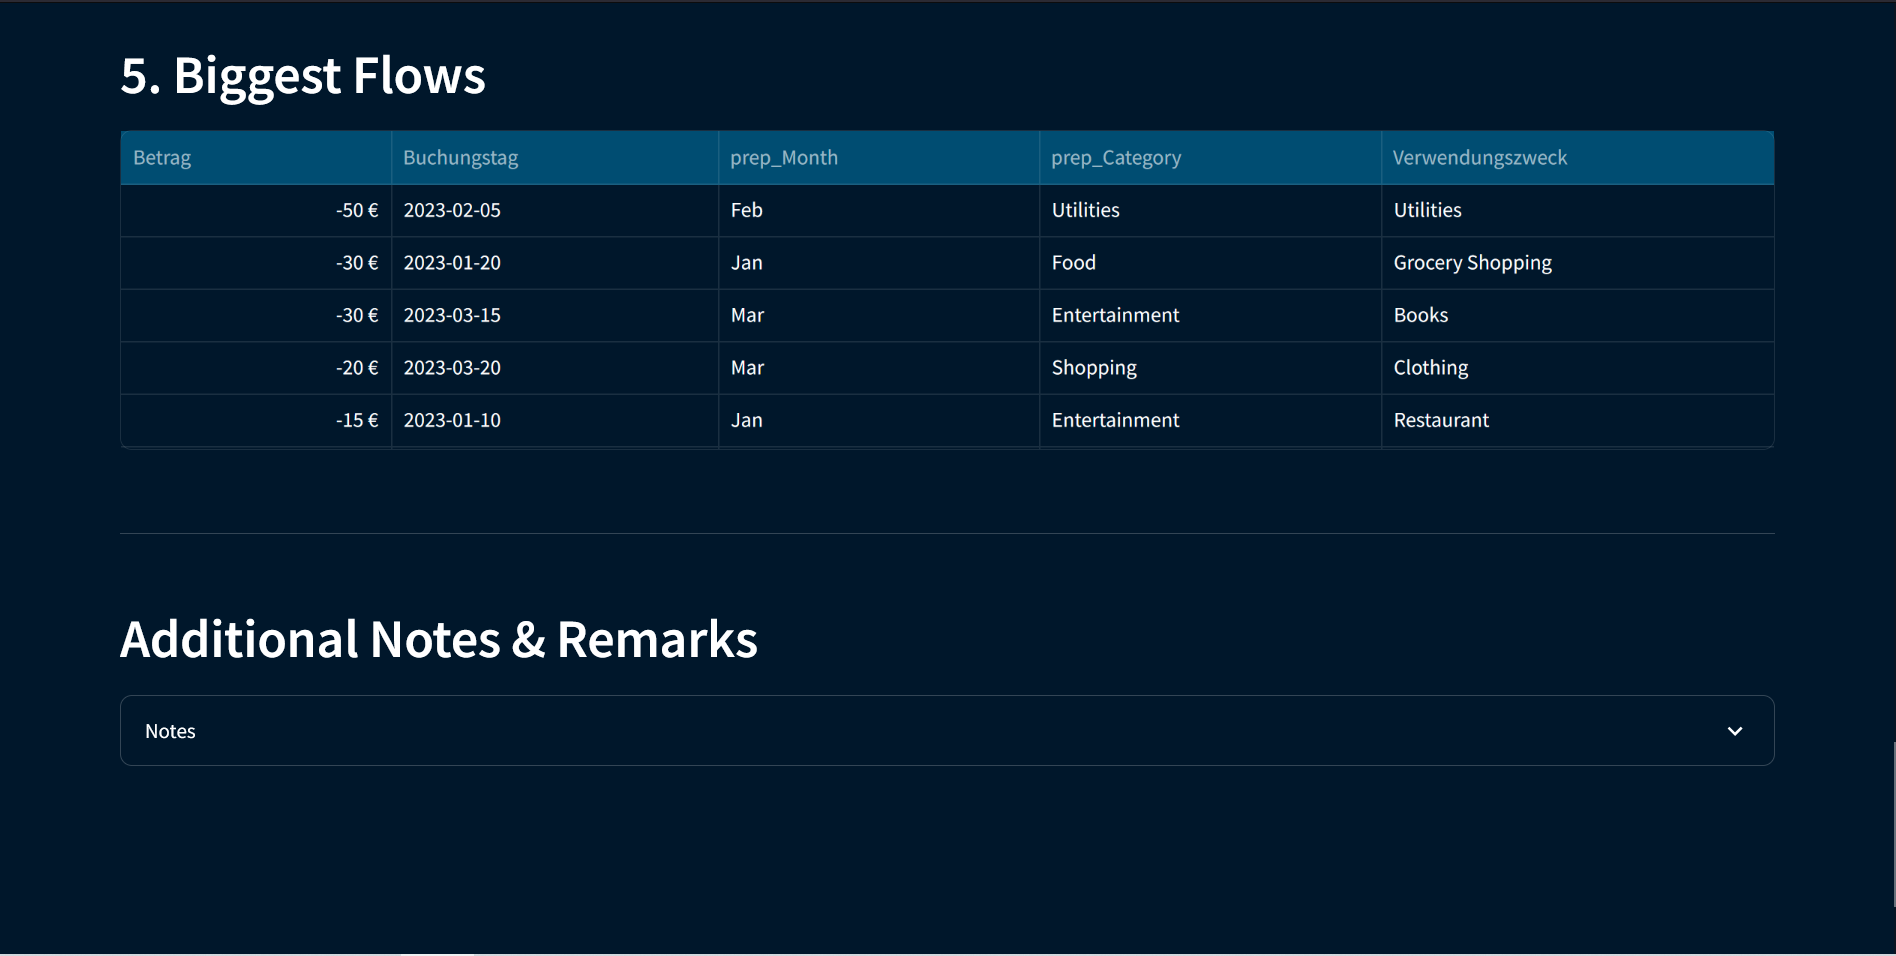 5. Biggest Flows
Betrag Buchungstag prep_Month prep_Category Verwendungszweck
-50 € 2023-02-05 Feb Utilities Utilities
-30 € 2023-01-20 Jan Food Grocery Shopping
-30 € 2023-03-15 Mar Entertainment Books
-20 € 2023-03-20 Mar Shopping Clothing
-15 € 2023-01-10 Jan Entertainment Restaurant
Additional Notes & Remarks
Notes